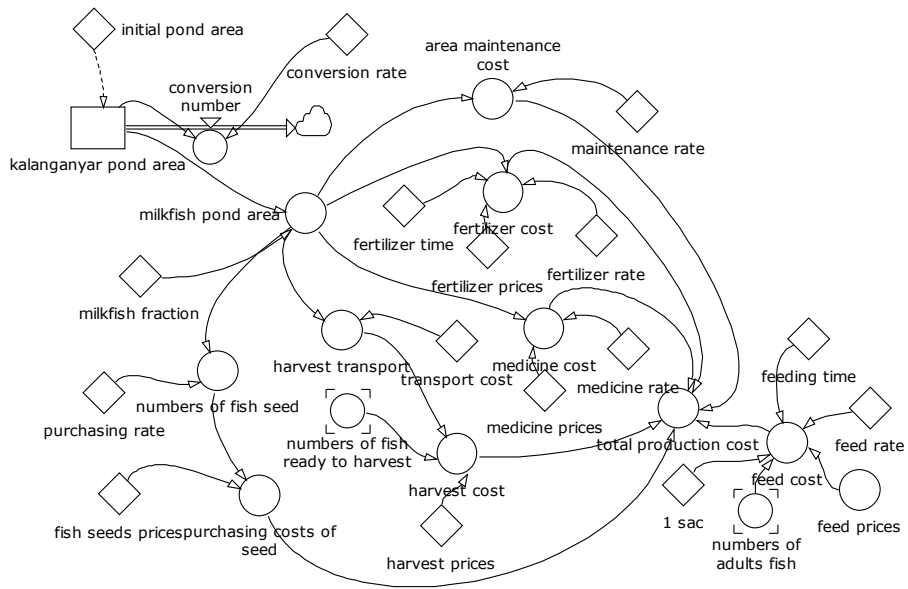 initial pond area
area maintenance
cost
conversion rate
conversion
number
maintenance rate
kalanganyar pond area
milkfish pond area
fertilizer cost
fertilizer time
fertilizer rate
fertilizer prices
milkfish fraction
harvest transport
medicine cost
transport cost
feeding time
medicine rate
numbers of fish seed
medicine prices
purchasing rate
numbers of fish
ready to harvest
total production cost
feed rate
feed cost
harvest cost
1 sac
feed prices
fish seeds prices
purchasing costs of
seed
numbers of
adults fish
harvest prices